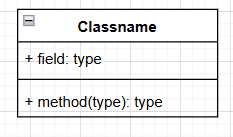 Classname
+ field: type
+ method(type): type